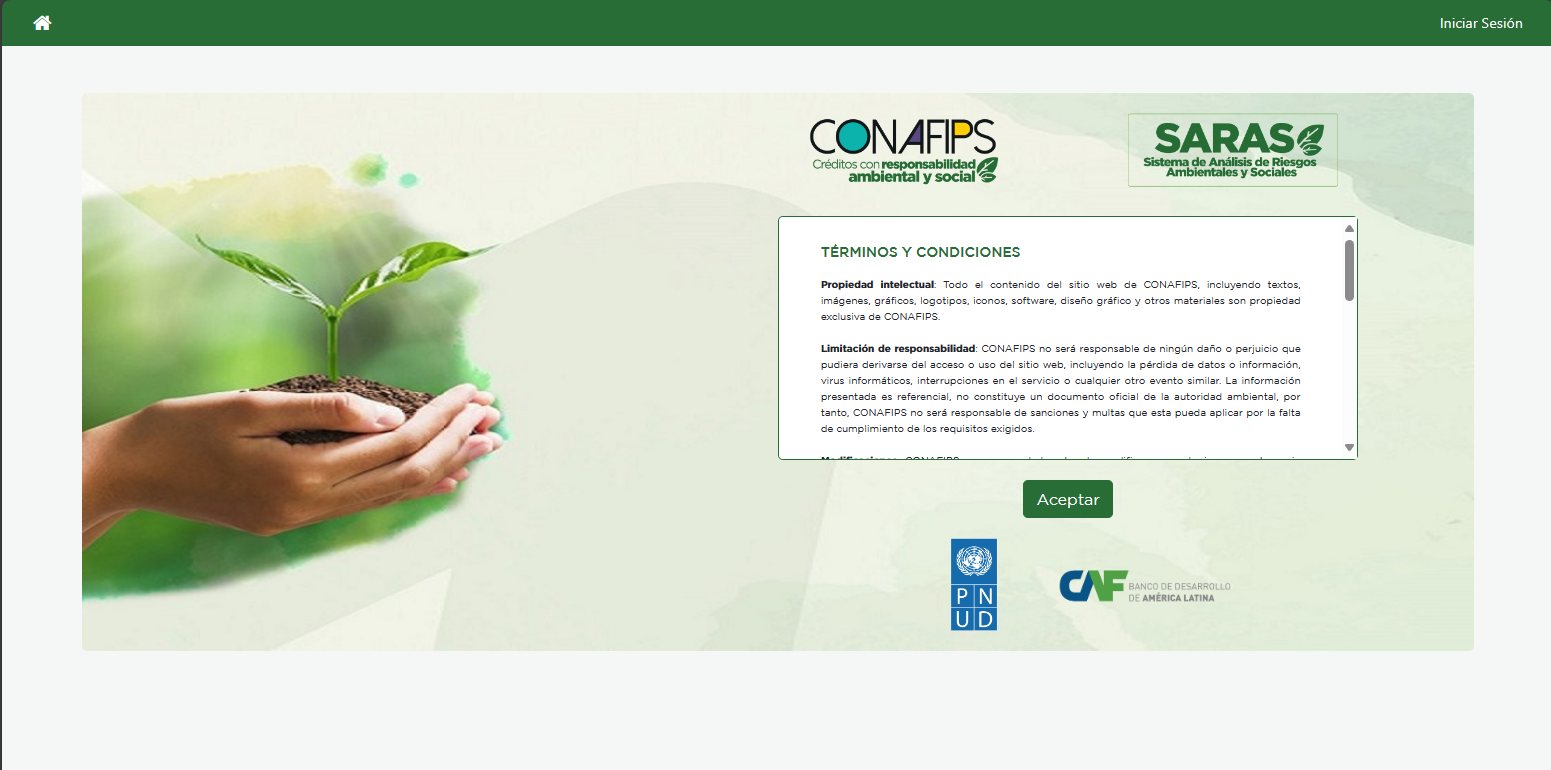 Iniciar Sesión
CONAFIPS
Créditos con responsabilidad
ambiental y social
SARAS
Sistema de Análisis de Riesgos
Ambientales y Sociales
TÉRMINOS Y CONDICIONES
Propiedad intelectual: Todo el contenido del sitio web de CONAFIPS, incluyendo textos,
imágenes, gráficos, logotipos, iconos, software, diseño gráfico y otros materiales son propiedad
exclusiva de CONAFIPS.
Limitación de responsabilidad: CONAFIPS no será responsable de ningún daño o perjuicio que
pudiera derivarse del acceso o uso del sitio web, incluyendo la pérdida de datos o información,
virus informáticos, interrupciones en el servicio o cualquier otro evento similar. La información
presentada es referencial, no constituye un documento oficial de la autoridad ambiental, por
tanto, CONAFIPS no será responsable de sanciones y multas que esta pueda aplicar por la falta
de cumplimiento de los requisitos exigidos.
Aceptar
PN
UD
CAF
BANCO DE DESARROLLO
DE AMÉRICA LATINA